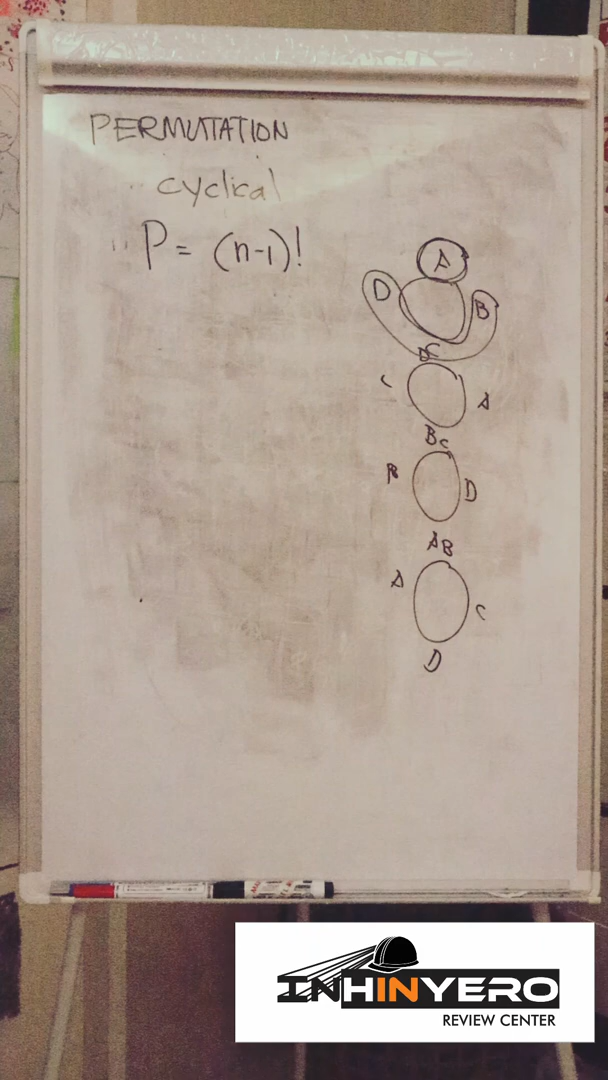 PERMUTATION
cyclical
P = (n-1)!
A
D
B
C
D
C
A
B
C
B
D
A
B
A
C
D
INHINYERO
REVIEW CENTER